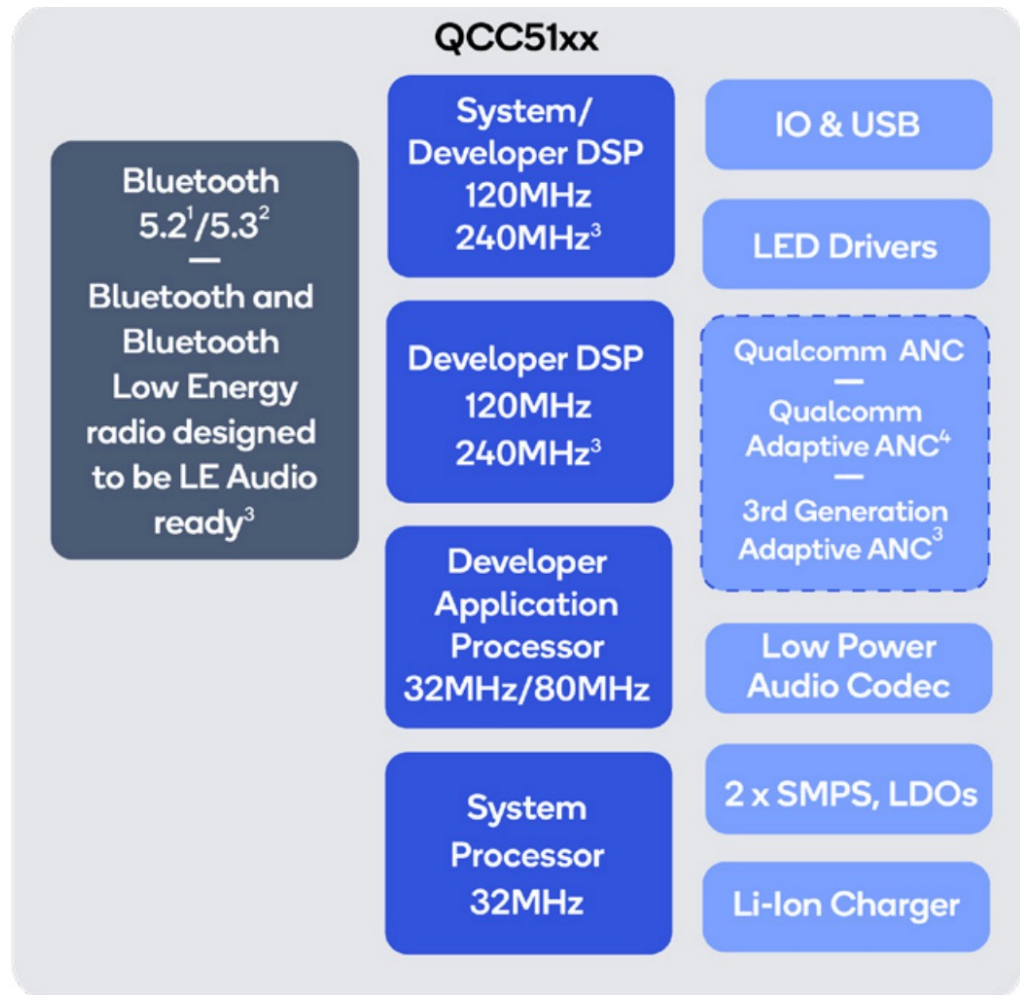 QCC51xx
Bluetooth
5.2¹/5.3²
—
Bluetooth and
Bluetooth
Low Energy
radio designed
to be LE Audio
ready³
System/
Developer DSP
120MHz
240MHz³
Developer DSP
120MHz
240MHz³
Developer
Application
Processor
32MHz/80MHz
System
Processor
32MHz
IO & USB
LED Drivers
Qualcomm ANC
—
Qualcomm
Adaptive ANC⁴
—
3rd Generation
Adaptive ANC³
Low Power
Audio Codec
2 x SMPS, LDOs
Li-Ion Charger